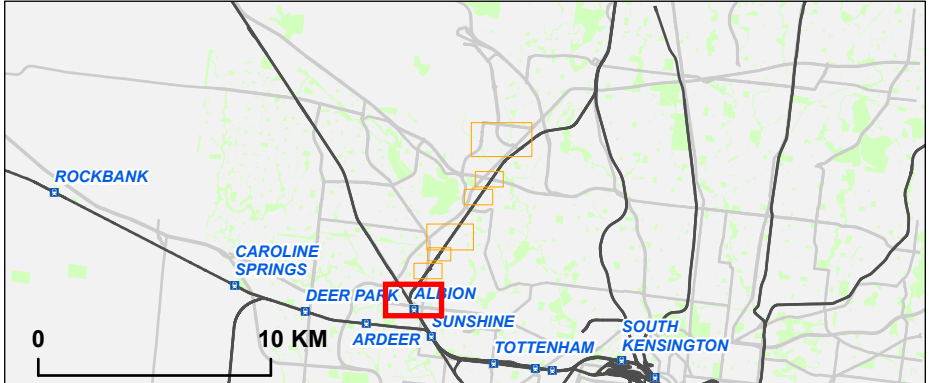 ROCKBANK
CAROLINE
SPRINGS
DEER PARK
ALBION
ARDEER
SUNSHINE
TOTTENHAM
SOUTH
KENSINGTON
0
10 KM